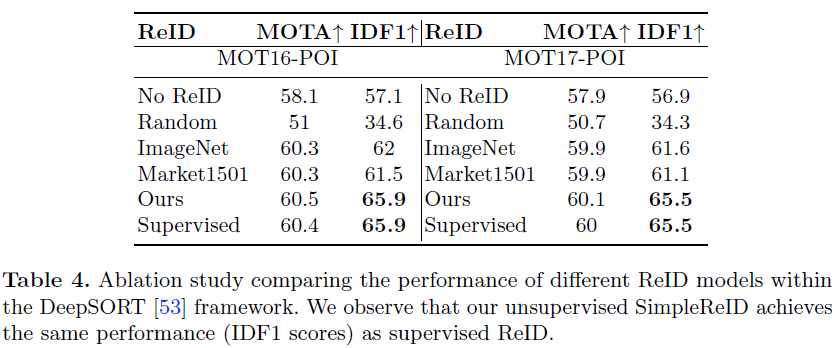 ReID MOTA↑ IDF1↑ ReID MOTA↑ IDF1↑
MOT16-POI MOT17-POI
No ReID 58.1 57.1 No ReID 57.9 56.9
Random 51 34.6 Random 50.7 34.3
ImageNet 60.3 62 ImageNet 59.9 61.6
Market1501 60.3 61.5 Market1501 59.9 61.1
Ours 60.5 65.9 Ours 60.1 65.5
Supervised 60.4 65.9 Supervised 60 65.5
Table 4. Ablation study comparing the performance of different ReID models within
the DeepSORT [53] framework. We observe that our unsupervised SimpleReID achieves
the same performance (IDF1 scores) as supervised ReID.